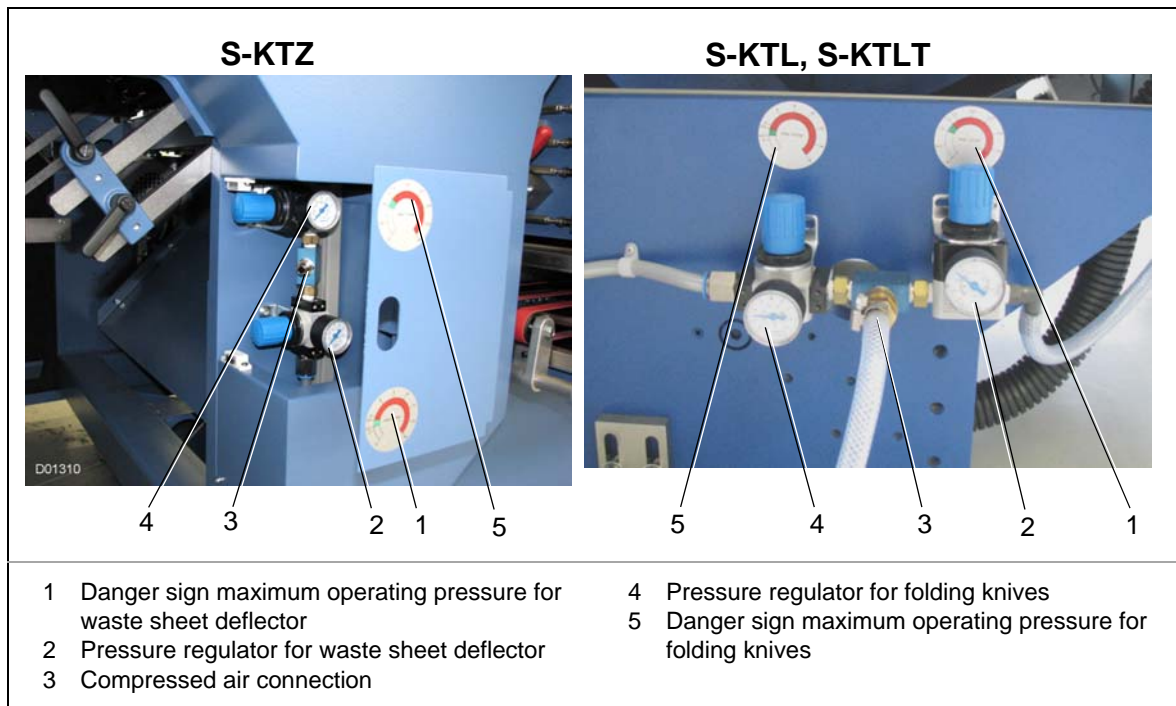 S-KTZ
S-KTL, S-KTLT
D01310
4 3 2 1 5
5 4 3 2 1
1 Danger sign maximum operating pressure for
waste sheet deflector
2 Pressure regulator for waste sheet deflector
3 Compressed air connection
4 Pressure regulator for folding knives
5 Danger sign maximum operating pressure for
folding knives